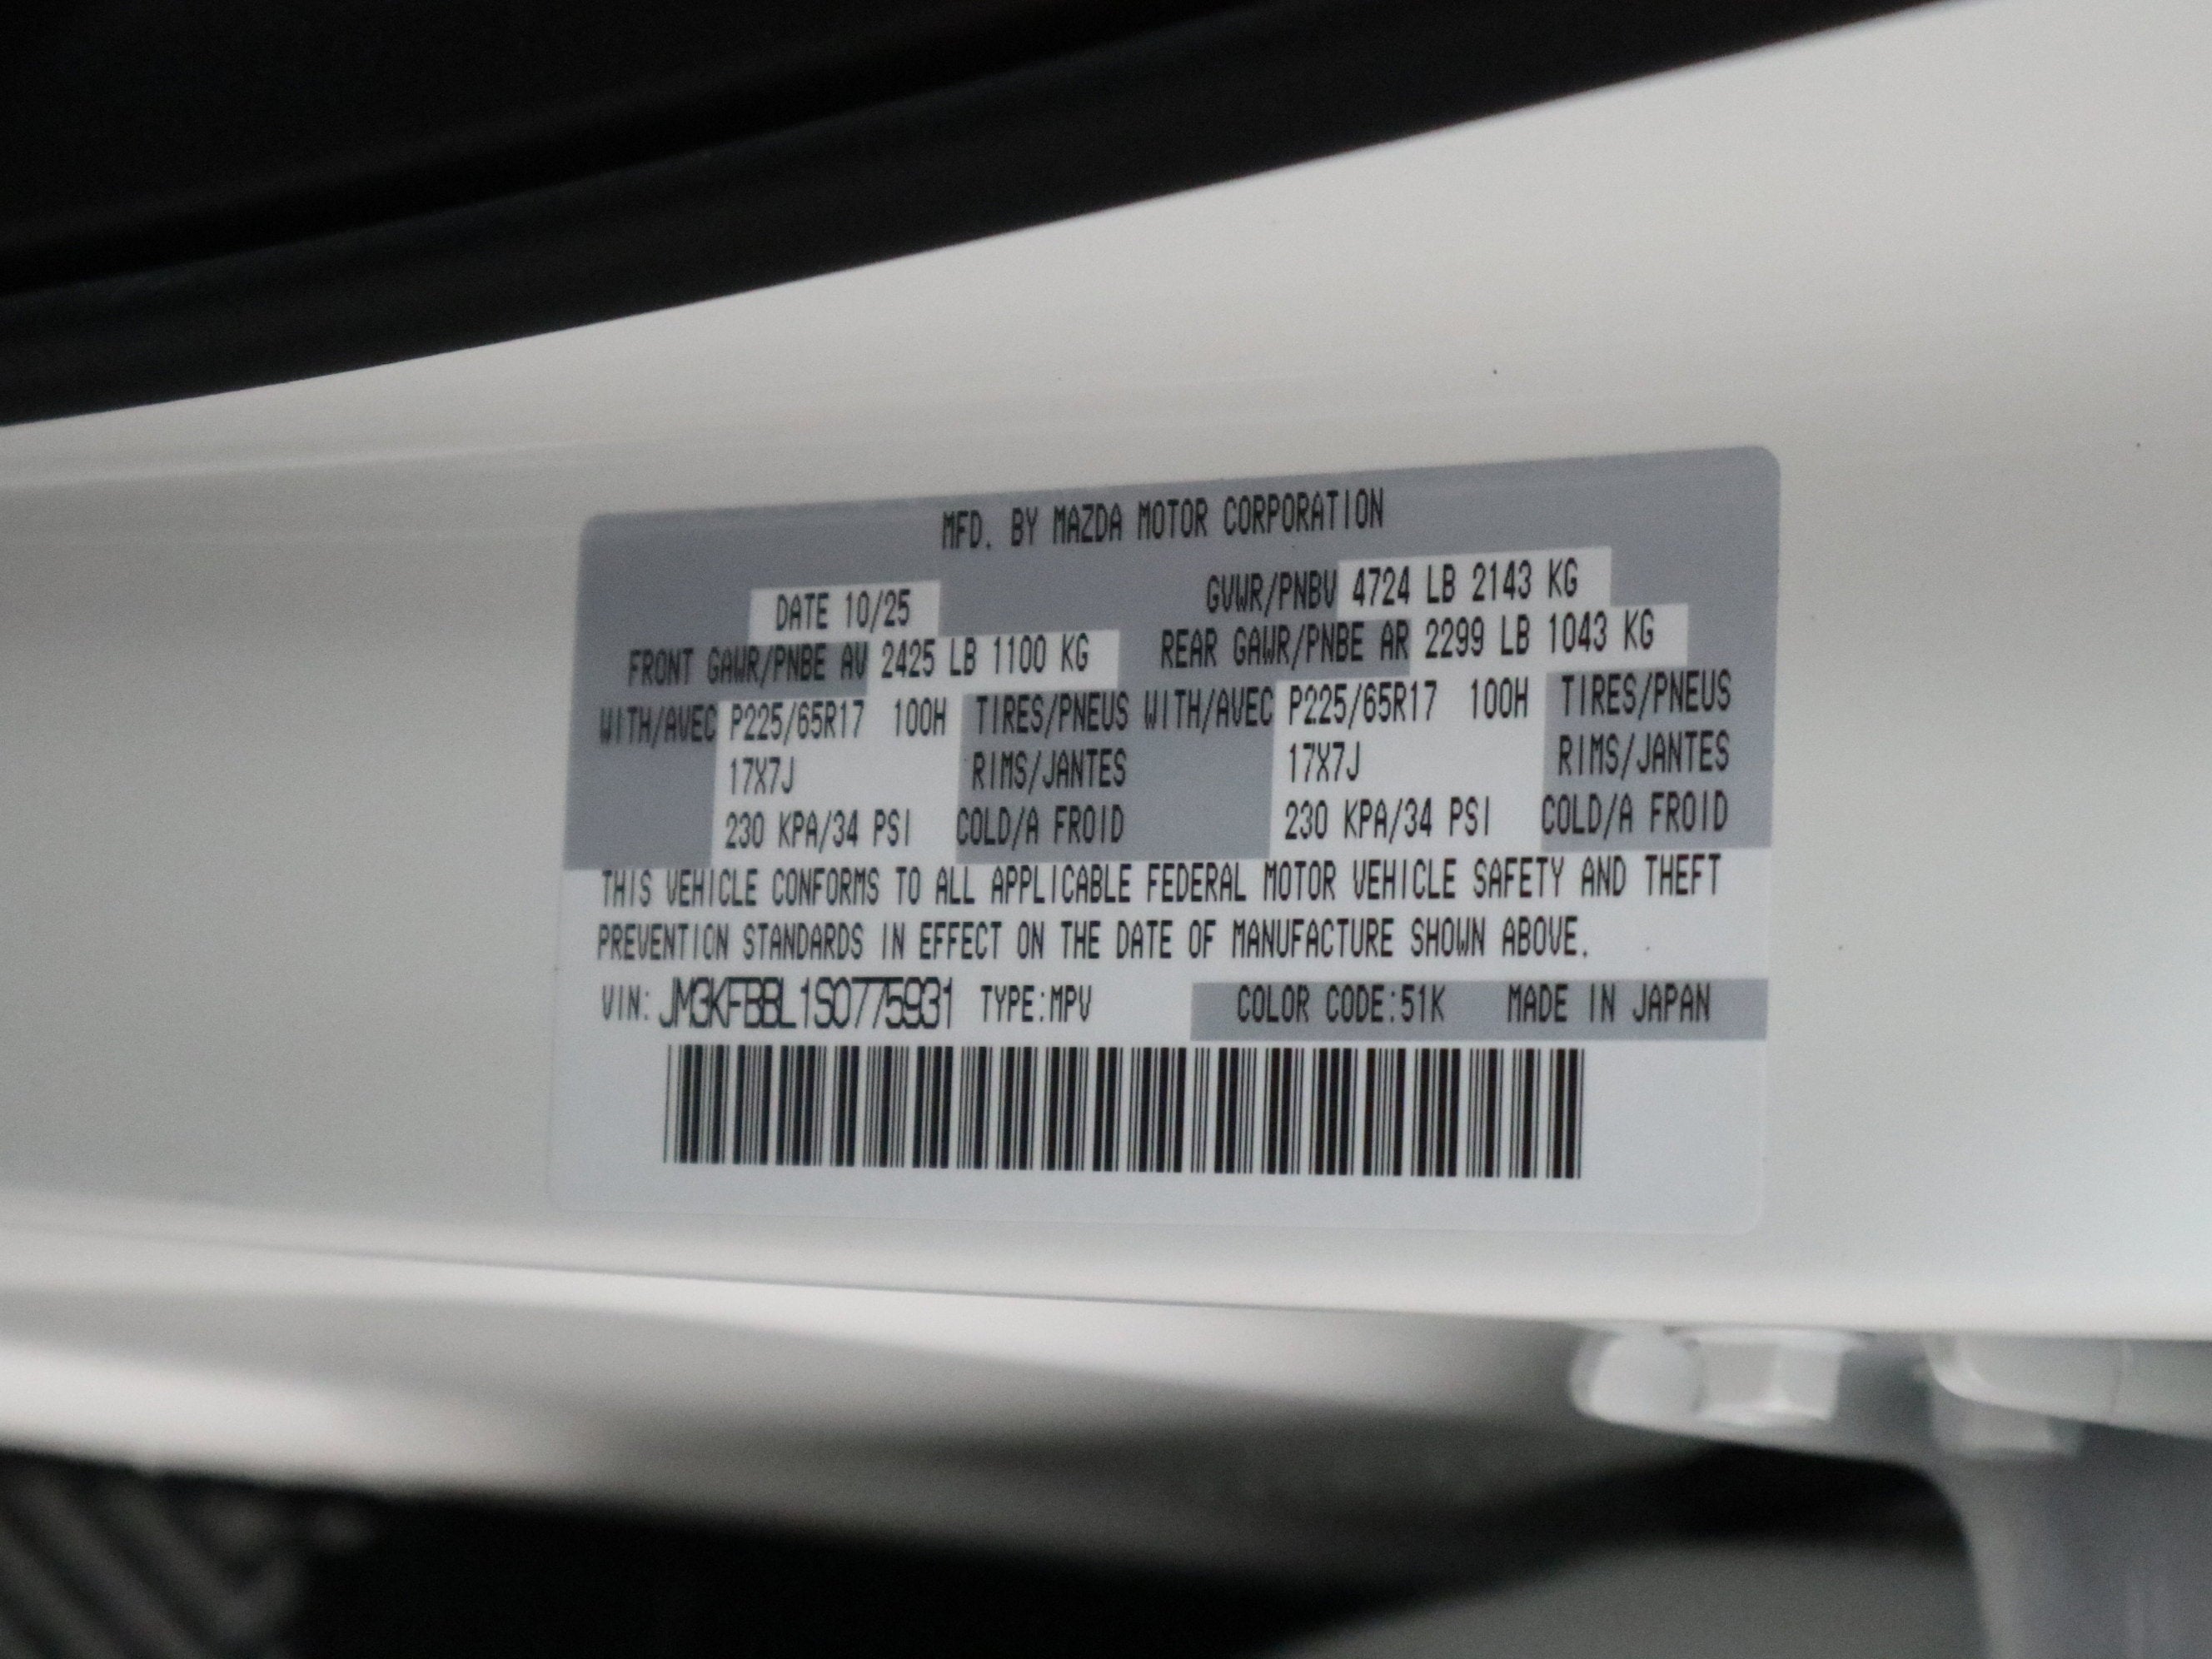 MFD. BY MAZDA MOTOR CORPORATION
DATE 10/25 GVWR/PNBV 4724 LB 2143 KG
FRONT GAWR/PNBE AV 2425 LB 1100 KG REAR GAWR/PNBE AR 2299 LB 1043 KG
WITH/AVEC P225/65R17 100H TIRES/PNEUS WITH/AVEC P225/65R17 100H TIRES/PNEUS
17X7J RIMS/JANTES 17X7J RIMS/JANTES
230 KPA/34 PSI COLD/A FROID 230 KPA/34 PSI COLD/A FROID
THIS VEHICLE CONFORMS TO ALL APPLICABLE FEDERAL MOTOR VEHICLE SAFETY AND THEFT
PREVENTION STANDARDS IN EFFECT ON THE DATE OF MANUFACTURE SHOWN ABOVE.
VIN: JM3KFBBL1S0775931 TYPE:MPV COLOR CODE:51K MADE IN JAPAN